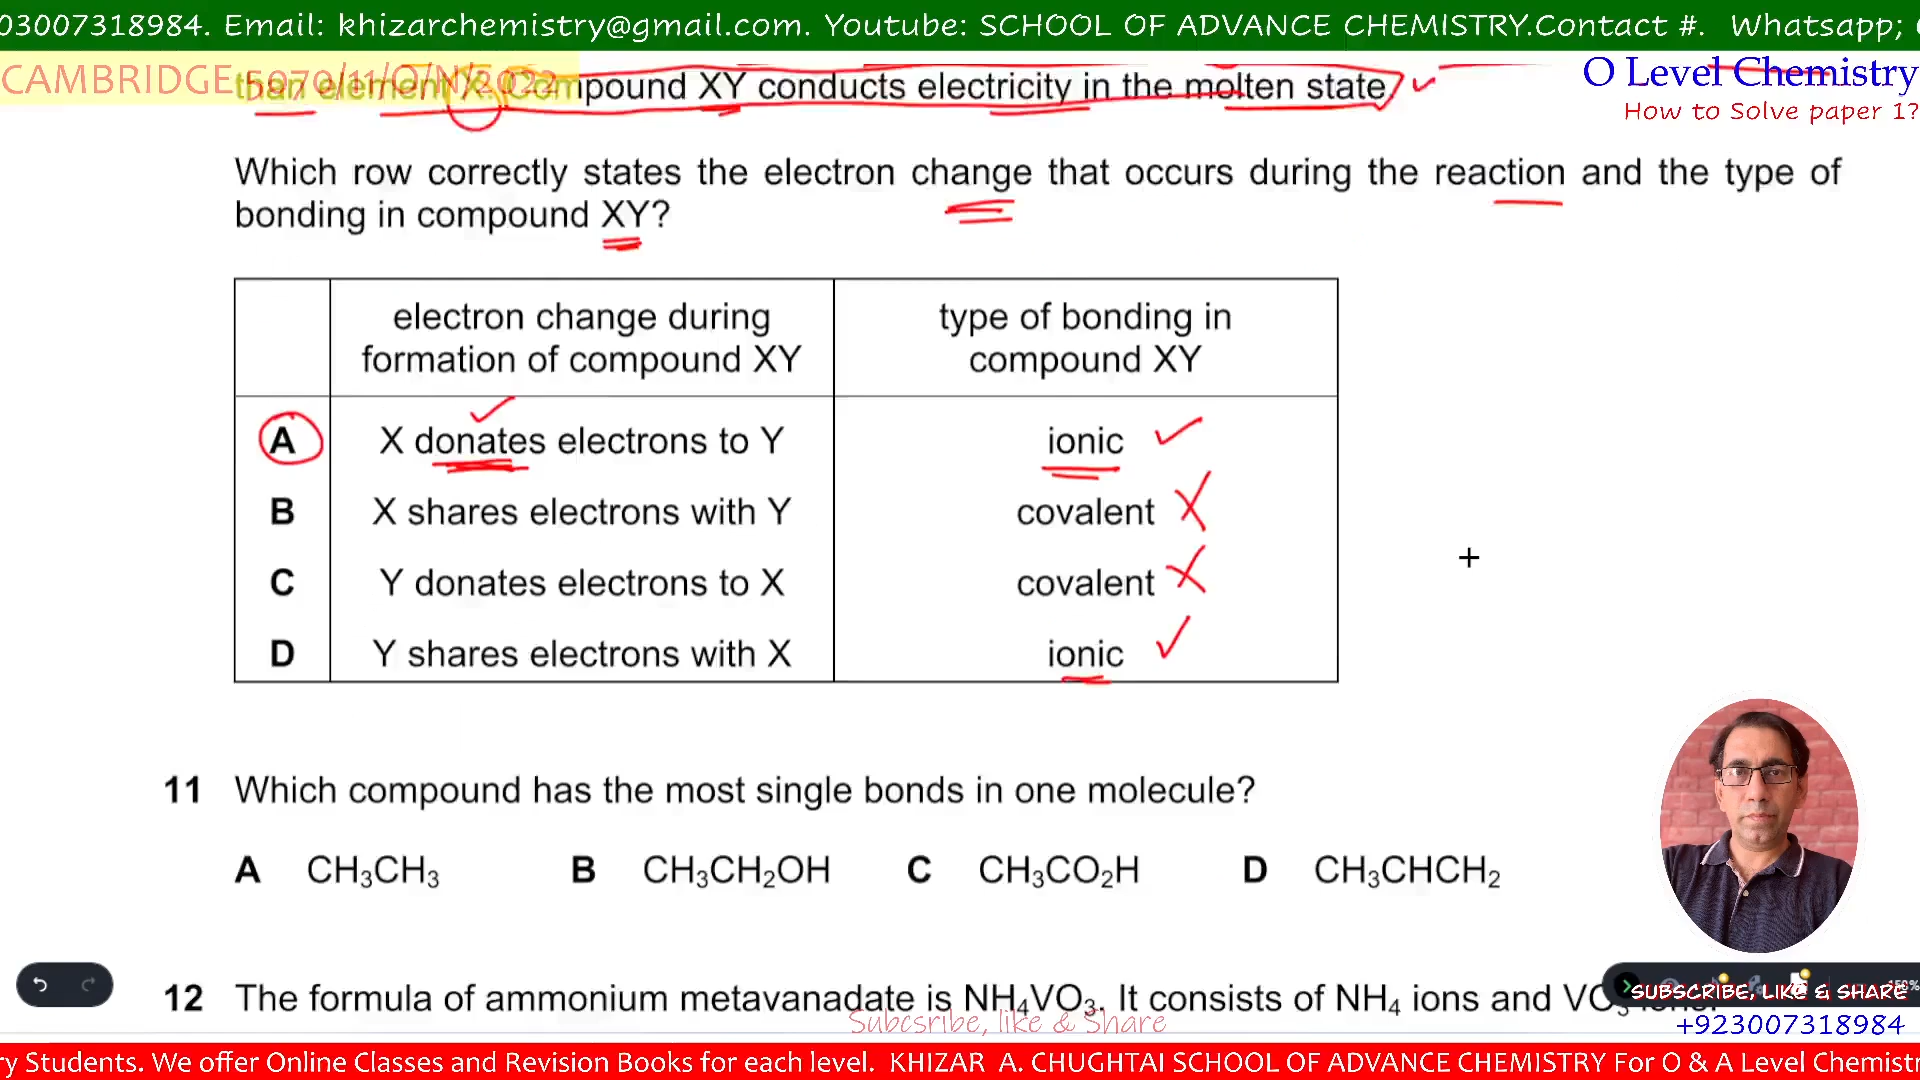 03007318984. Email: khizarchemistry@gmail.com. Youtube: SCHOOL OF ADVANCE CHEMISTRY.Contact #.  Whatsapp;
CAMBRIDGE 5070/11/O/N/2022
O Level Chemistry
than element X. Compound XY conducts electricity in the molten state.
How to Solve paper 1?
Which row correctly states the electron change that occurs during the reaction and the type of
bonding in compound XY?
electron change during formation of compound XY | type of bonding in compound XY
A X donates electrons to Y ionic
B X shares electrons with Y covalent
C Y donates electrons to X covalent
D Y shares electrons with X ionic
11 Which compound has the most single bonds in one molecule?
A CH₃CH₃ B CH₃CH₂OH C CH₃CO₂H D CH₃CHCH₂
12 The formula of ammonium metavanadate is NH₄VO₃. It consists of NH₄ ions and VO₃ ions.
SUBSCRIBE, LIKE & SHARE
Subcsribe, like & Share
+923007318984
ry Students. We offer Online Classes and Revision Books for each level.  KHIZAR  A. CHUGHTAI SCHOOL OF ADVANCE CHEMISTRY For O & A Level Chemist